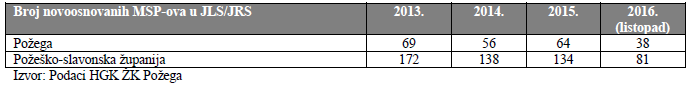 Broj novoosnovanih MSP-ova u JLS/JRS 2013. 2014. 2015. 2016. (listopad)
Požega 69 56 64 38
Požeško-slavonska županija 172 138 134 81
Izvor: Podaci HGK ŽK Požega